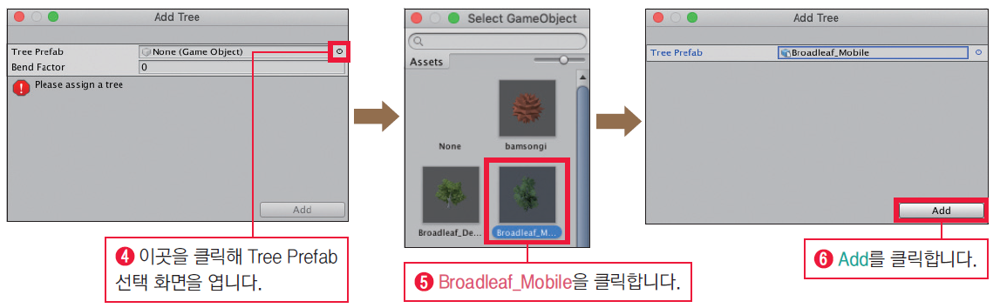 Add Tree
Tree Prefab
None (Game Object)
Bend Factor
0
Please assign a tree
Add
❹ 이곳을 클릭해 Tree Prefab
선택 화면을 엽니다.
Select GameObject
Assets
None
bamsongi
Broadleaf_De...
Broadleaf_M...
❺ Broadleaf_Mobile을 클릭합니다.
Add Tree
Tree Prefab
Broadleaf_Mobile
Add
❻ Add를 클릭합니다.